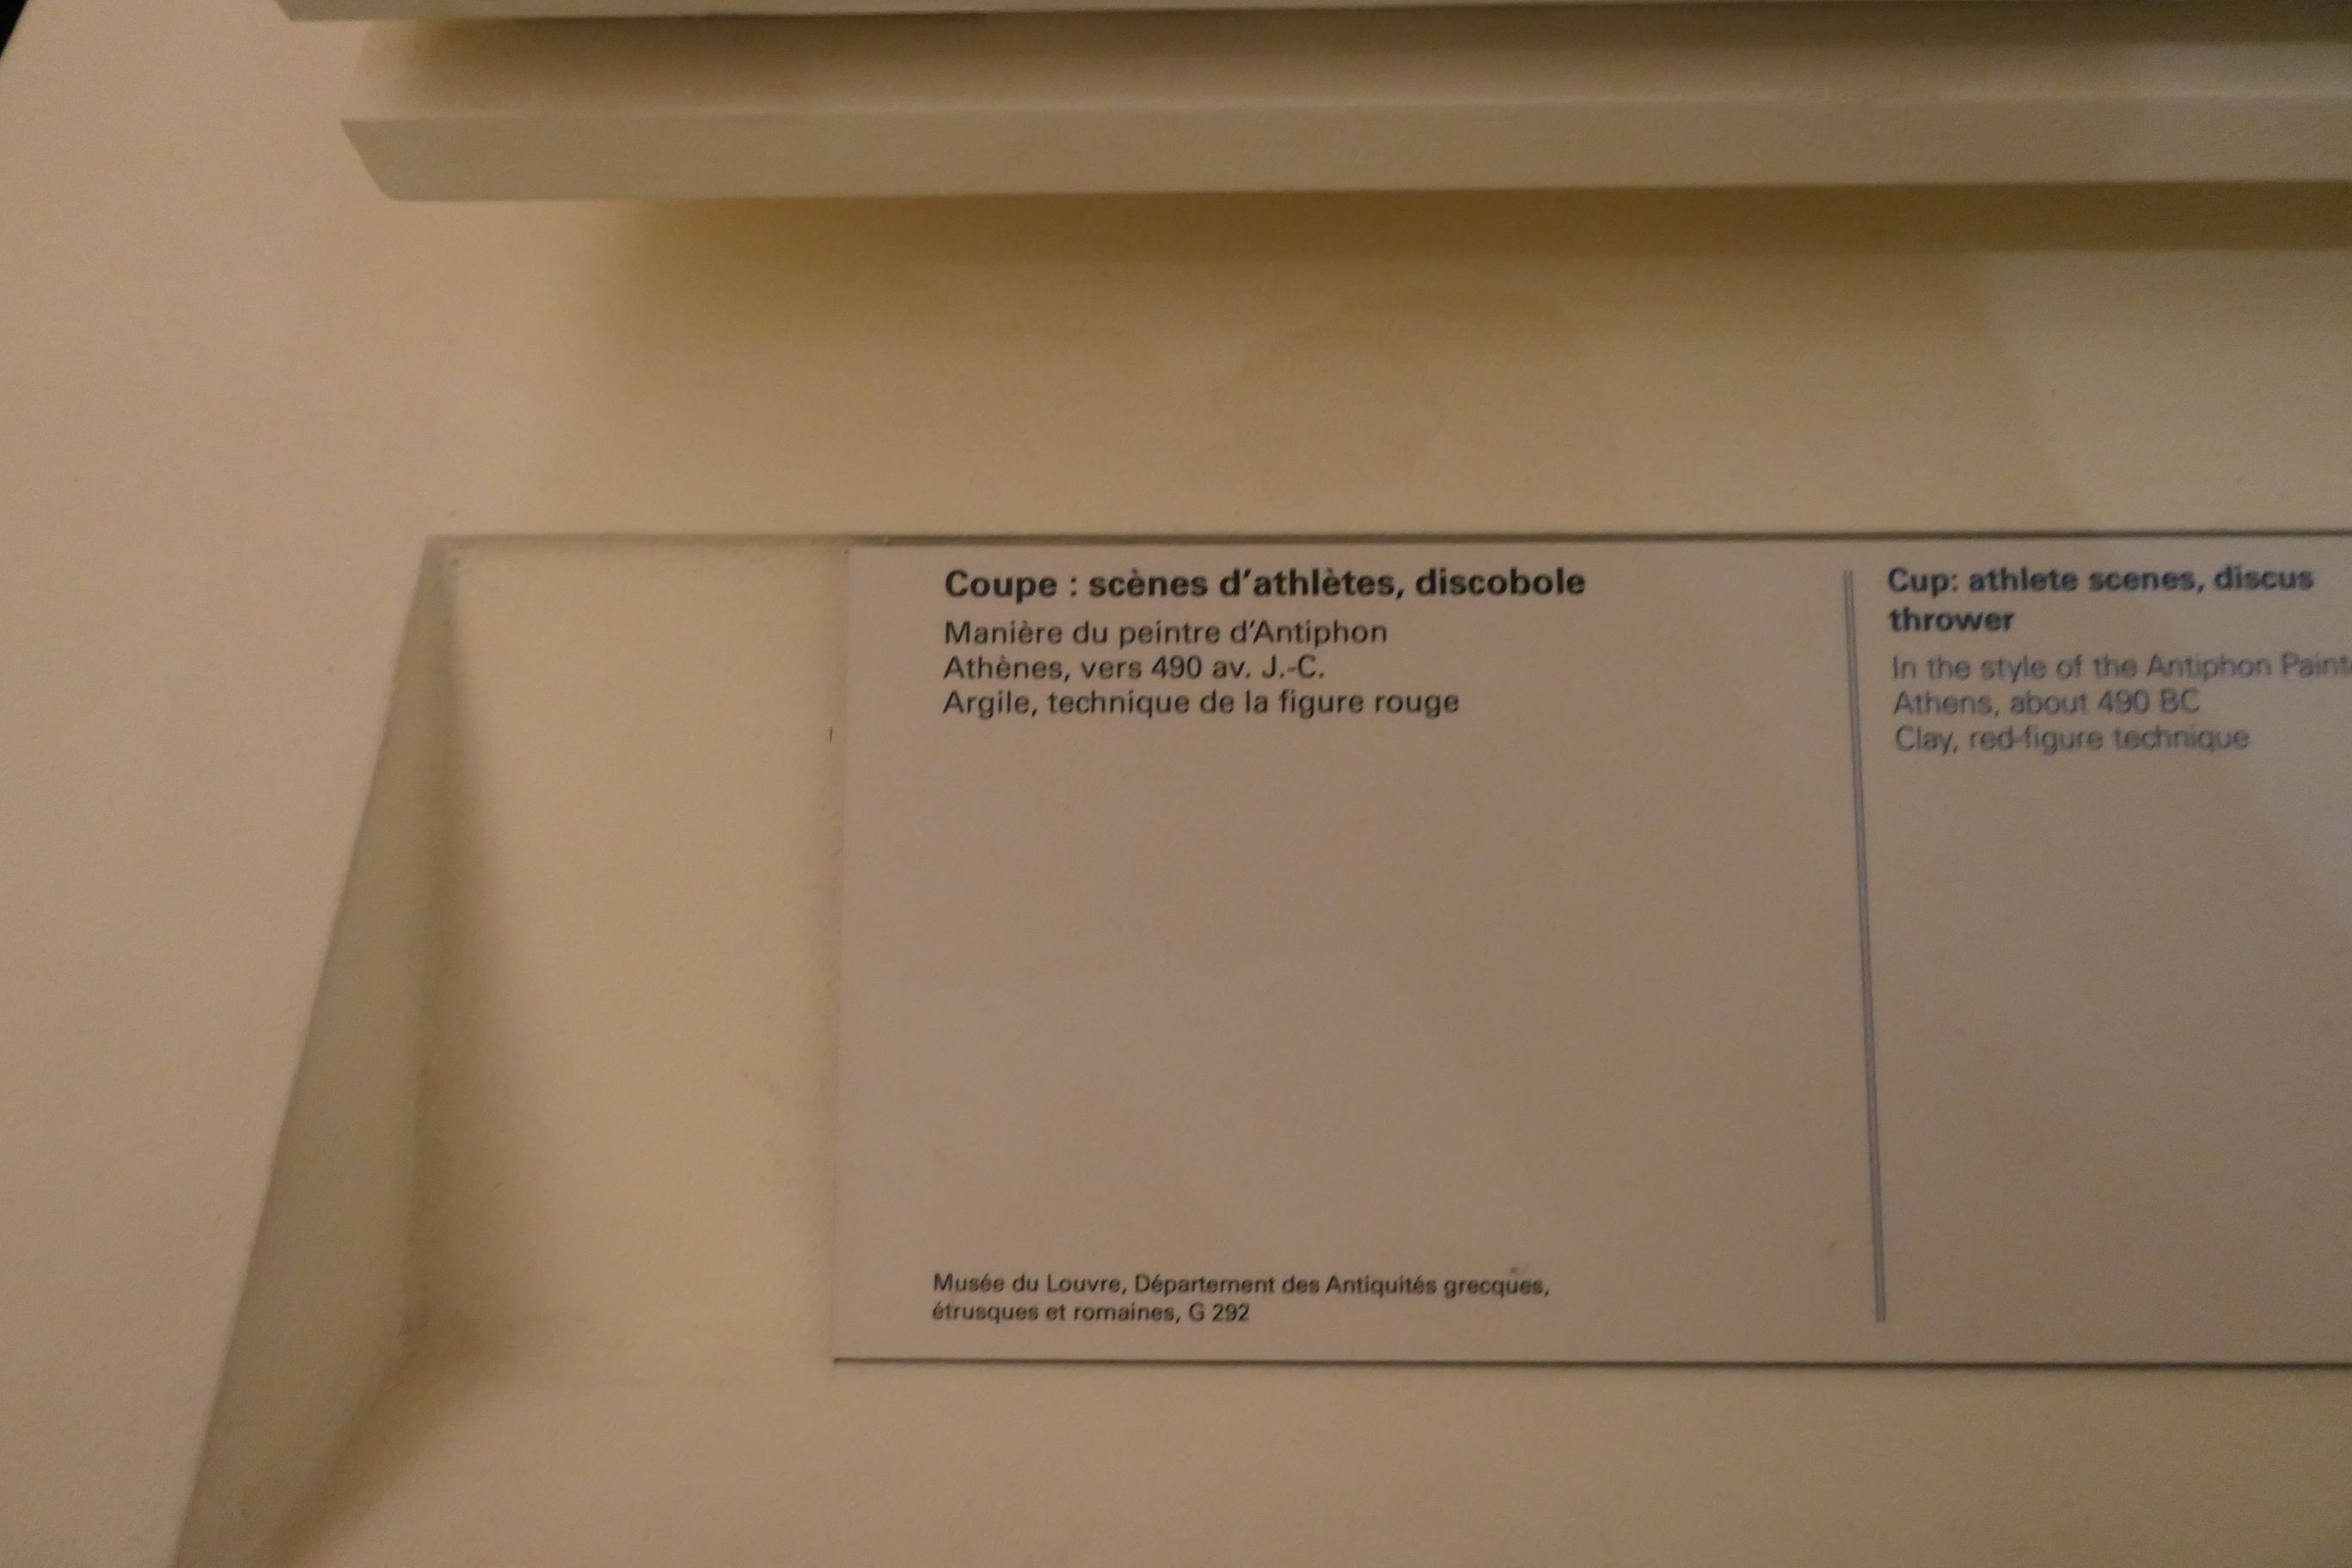 Coupe : scènes d'athlètes, discobole
Manière du peintre d'Antiphon
Athènes, vers 490 av. J.-C.
Argile, technique de la figure rouge
Musée du Louvre, Département des Antiquités grecques,
étrusques et romaines, G 292
Cup: athlete scenes, discus
thrower
In the style of the Antiphon
Athens, about 490 BC
Clay, red-figure technique